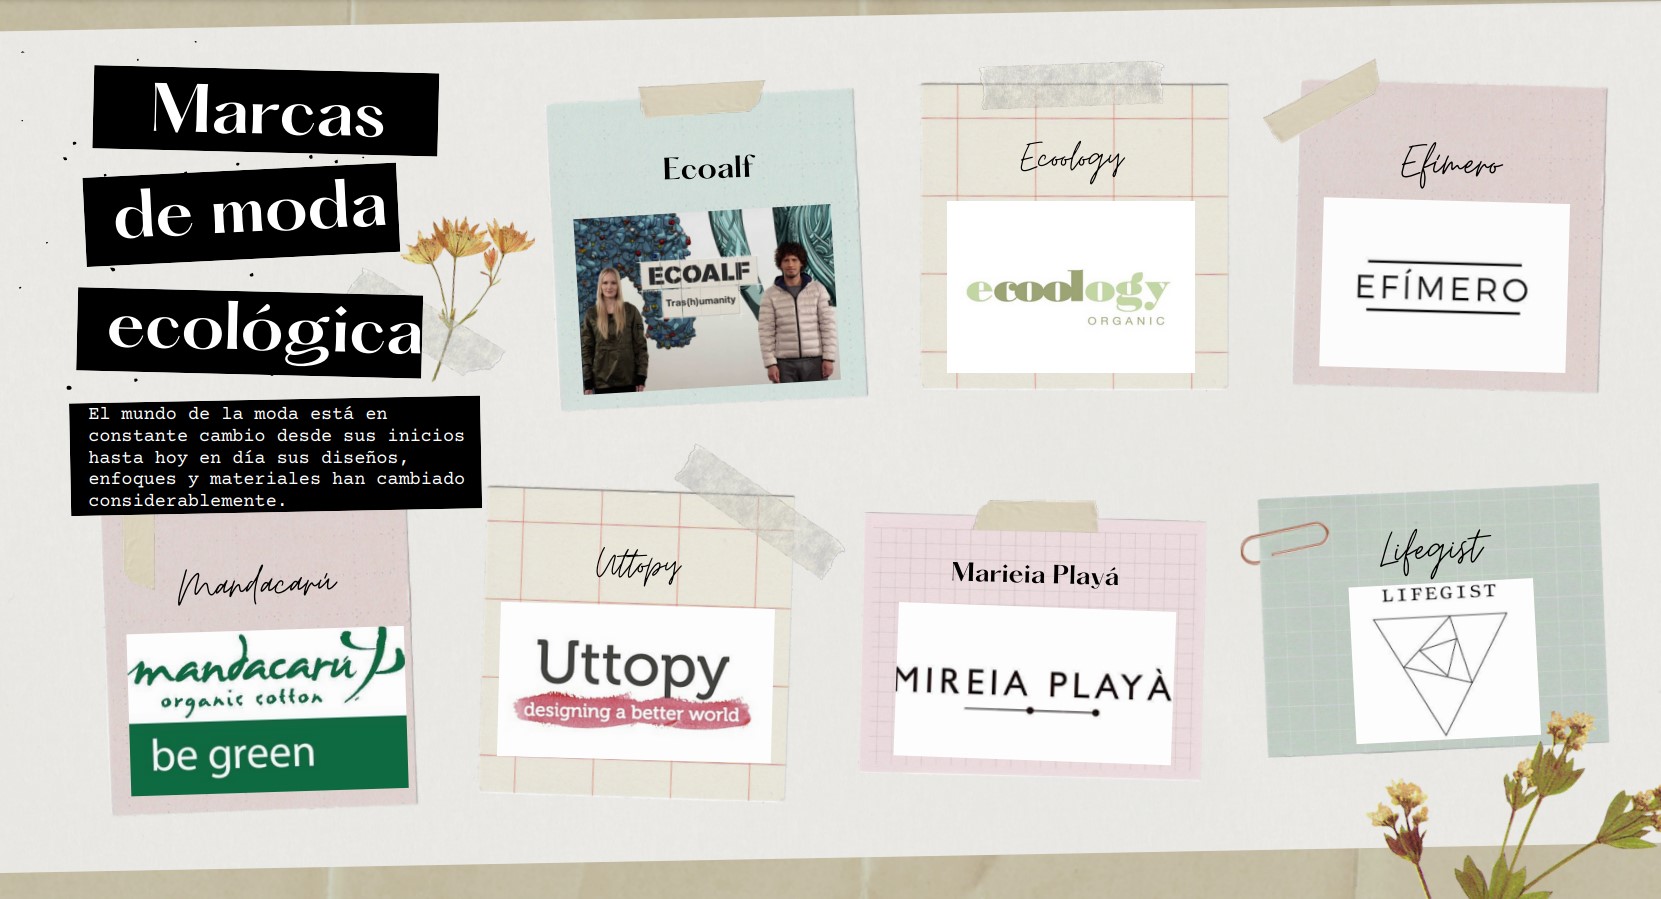 Marcas
de moda
ecológica
El mundo de la moda está en
constante cambio desde sus inicios
hasta hoy en día sus diseños,
enfoques y materiales han cambiado
considerablemente.
Ecoalf
ECOALF
Tras(h)umanity
Ecoology
ecoology
ORGANIC
Efímero
EFÍMERO
Mandacarú
mandacarú
organic cotton
be green
Uttopy
Uttopy
designing a better world
Marieia Playá
MIREIA PLAYÀ
Lifegist
LIFEGIST